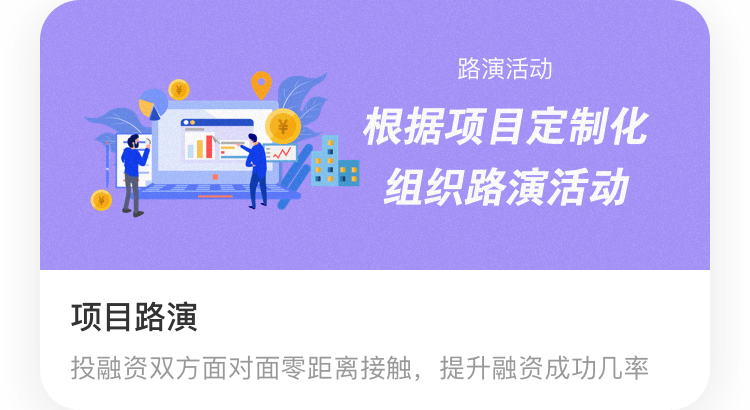 路演活动
根据项目定制化
组织路演活动
项目路演
投融资双方面对面零距离接触，提升融资成功几率